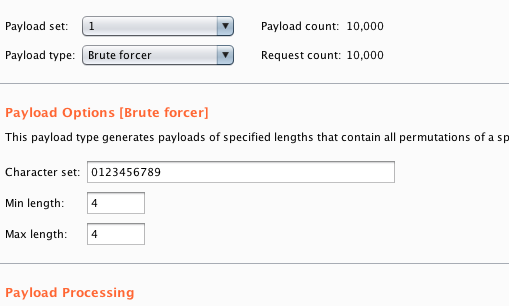 Payload set: 1 Payload count: 10,000
Payload type: Brute forcer Request count: 10,000
Payload Options [Brute forcer]
This payload type generates payloads of specified lengths that contain all permutations of a sp
Character set: 0123456789
Min length: 4
Max length: 4
Payload Processing